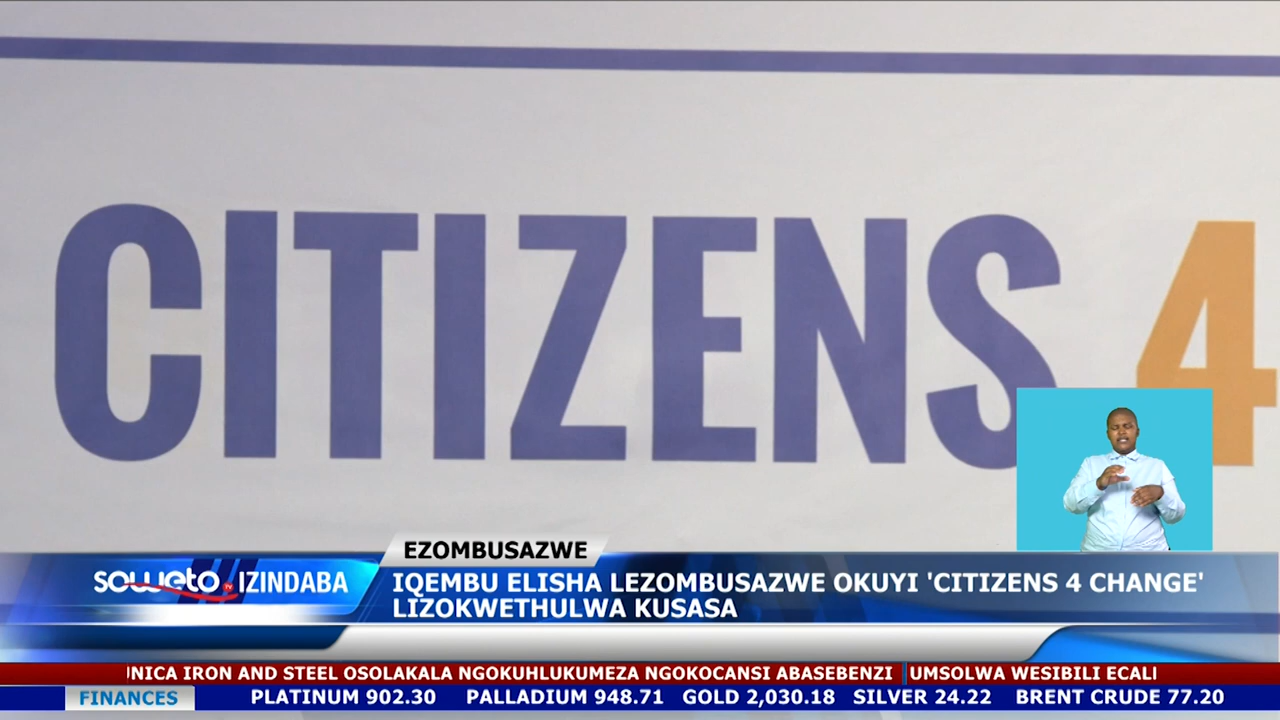 CITIZENS 4
EZOMBUSAZWE
soweto tv IZINDABA
IQEMBU ELISHA LEZOMBUSAZWE OKUYI 'CITIZENS 4 CHANGE'
LIZOKWETHULWA KUSASA
IRON AND STEEL OSOLAKALA NGOKUHLUKUMEZA NGOKOCANSI ABASEBENZI UMSOLWA WESIBILI ECALI
FINANCES PLATINUM 902.30 PALLADIUM 948.71 GOLD 2,030.18 SILVER 24.22 BRENT CRUDE 77.20